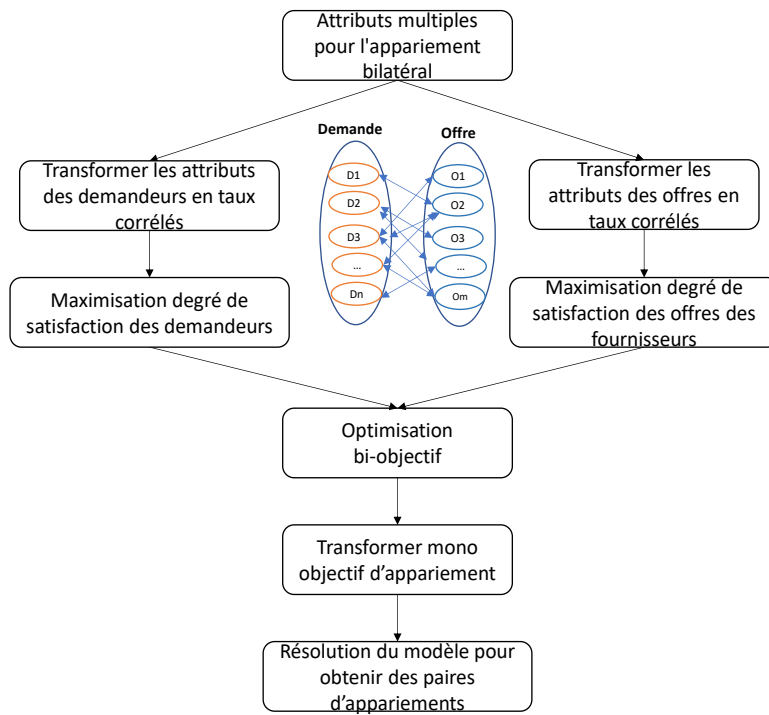 Attributs multiples
pour l'appariement
bilatéral
Demande
Offre
Transformer les attributs
des demandeurs en taux
corrélés
D1
D2
D3
...
Dn
O1
O2
O3
...
Om
Transformer les
attributs des offres en
taux corrélés
Maximisation degré de
satisfaction des demandeurs
Maximisation degré de
satisfaction des offres des
fournisseurs
Optimisation
bi-objectif
Transformer mono
objectif d’appariement
Résolution du modèle pour
obtenir des paires
d’appariements